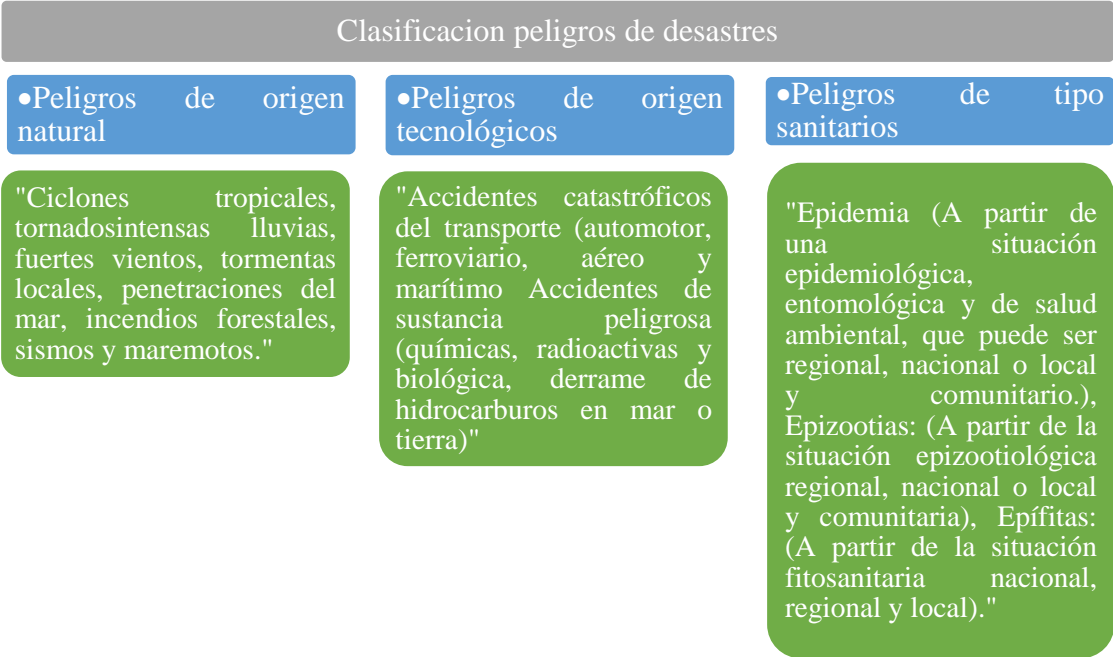 Clasificacion peligros de desastres
•Peligros de origen
natural
"Ciclones tropicales,
tornadosintensas lluvias,
fuertes vientos, tormentas
locales, penetraciones del
mar, incendios forestales,
sismos y maremotos."
•Peligros de origen
tecnológicos
"Accidentes catastróficos
del transporte (automotor,
ferroviario, aéreo y
marítimo Accidentes de
sustancia peligrosa
(químicas, radioactivas y
biológica, derrame de
hidrocarburos en mar o
tierra)"
•Peligros de tipo
sanitarios
"Epidemia (A partir de
una situación
epidemiológica,
entomológica y de salud
ambiental, que puede ser
regional, nacional o local
y comunitario.),
Epizootias: (A partir de la
situación epizootiológica
regional, nacional o local
y comunitaria), Epífitas:
(A partir de la situación
fitosanitaria nacional,
regional y local)."